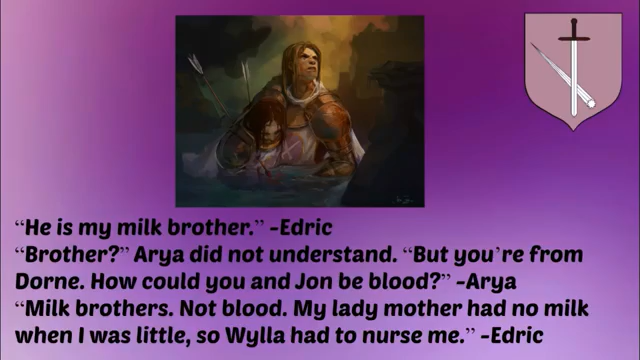 “He is my milk brother.” -Edric
“Brother?” Arya did not understand. “But you’re from
Dorne. How could you and Jon be blood?” -Arya
“Milk brothers. Not blood. My lady mother had no milk
when I was little, so Wylla had to nurse me.” -Edric